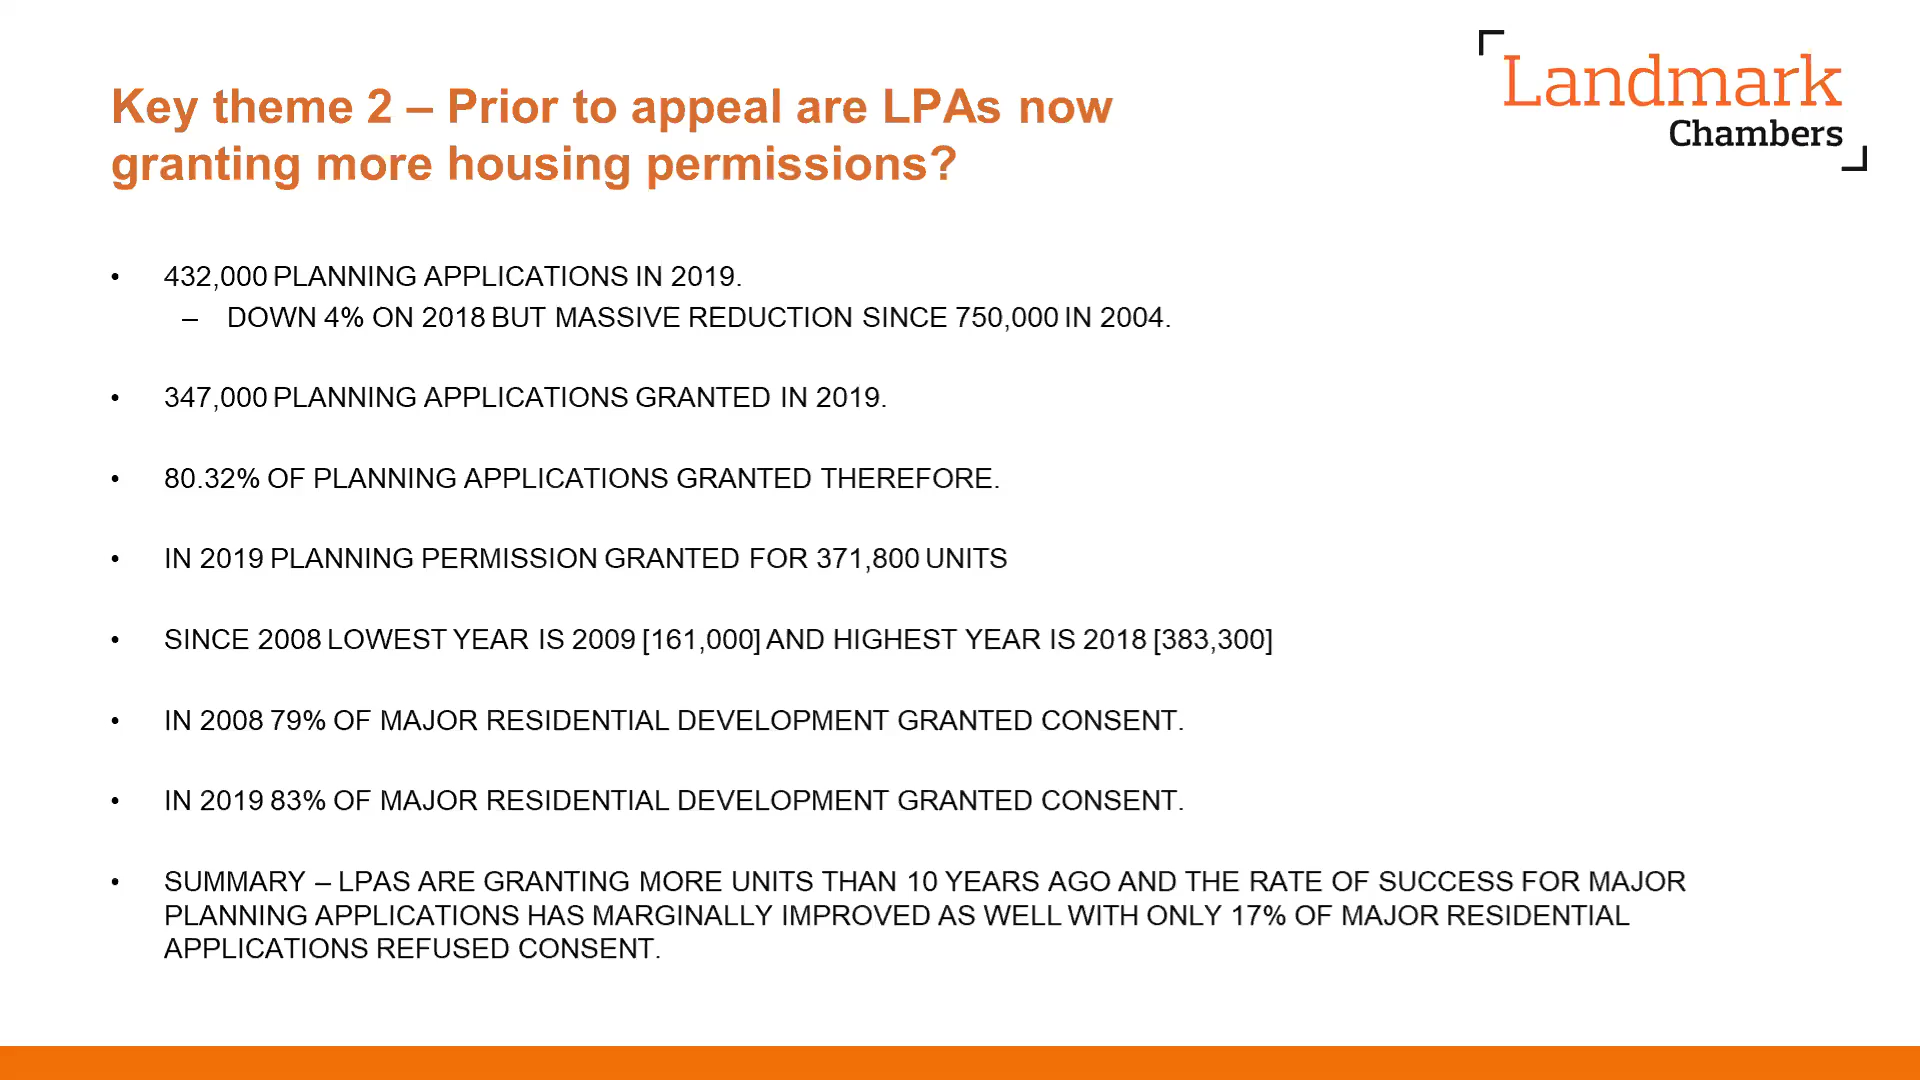 Landmark
Chambers
Key theme 2 – Prior to appeal are LPAs now
granting more housing permissions?
• 432,000 PLANNING APPLICATIONS IN 2019.
– DOWN 4% ON 2018 BUT MASSIVE REDUCTION SINCE 750,000 IN 2004.
• 347,000 PLANNING APPLICATIONS GRANTED IN 2019.
• 80.32% OF PLANNING APPLICATIONS GRANTED THEREFORE.
• IN 2019 PLANNING PERMISSION GRANTED FOR 371,800 UNITS
• SINCE 2008 LOWEST YEAR IS 2009 [161,000] AND HIGHEST YEAR IS 2018 [383,300]
• IN 2008 79% OF MAJOR RESIDENTIAL DEVELOPMENT GRANTED CONSENT.
• IN 2019 83% OF MAJOR RESIDENTIAL DEVELOPMENT GRANTED CONSENT.
• SUMMARY – LPAS ARE GRANTING MORE UNITS THAN 10 YEARS AGO AND THE RATE OF SUCCESS FOR MAJOR
PLANNING APPLICATIONS HAS MARGINALLY IMPROVED AS WELL WITH ONLY 17% OF MAJOR RESIDENTIAL
APPLICATIONS REFUSED CONSENT.